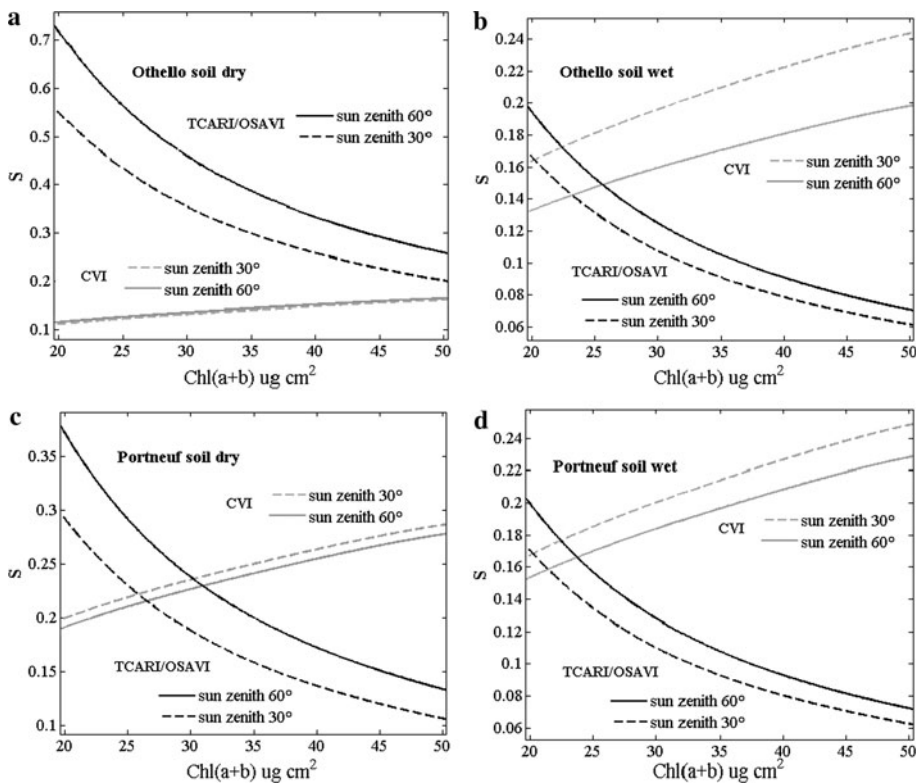 a
0.7
0.6
0.5
0.4
0.3
0.2
0.1
S
Othello soil dry
TCARI/OSAVI
sun zenith 60°
sun zenith 30°
CVI
sun zenith 30°
sun zenith 60°
20 25 30 35 40 45 50
Chl(a+b) ug cm²
b
0.24
0.22
0.2
0.18
0.16
0.14
0.12
0.1
0.08
0.06
S
Othello soil wet
CVI
sun zenith 30°
sun zenith 60°
TCARI/OSAVI
sun zenith 60°
sun zenith 30°
20 25 30 35 40 45 50
Chl(a+b) ug cm²
c
0.35
0.3
0.25
0.2
0.15
0.1
S
Portneuf soil dry
CVI
sun zenith 30°
sun zenith 60°
TCARI/OSAVI
sun zenith 60°
sun zenith 30°
20 25 30 35 40 45 50
Chl(a+b) ug cm²
d
0.24
0.22
0.2
0.18
0.16
0.14
0.12
0.1
0.08
0.06
S
Portneuf soil wet
CVI
sun zenith 30°
sun zenith 60°
TCARI/OSAVI
sun zenith 60°
sun zenith 30°
20 25 30 35 40 45 50
Chl(a+b) ug cm²